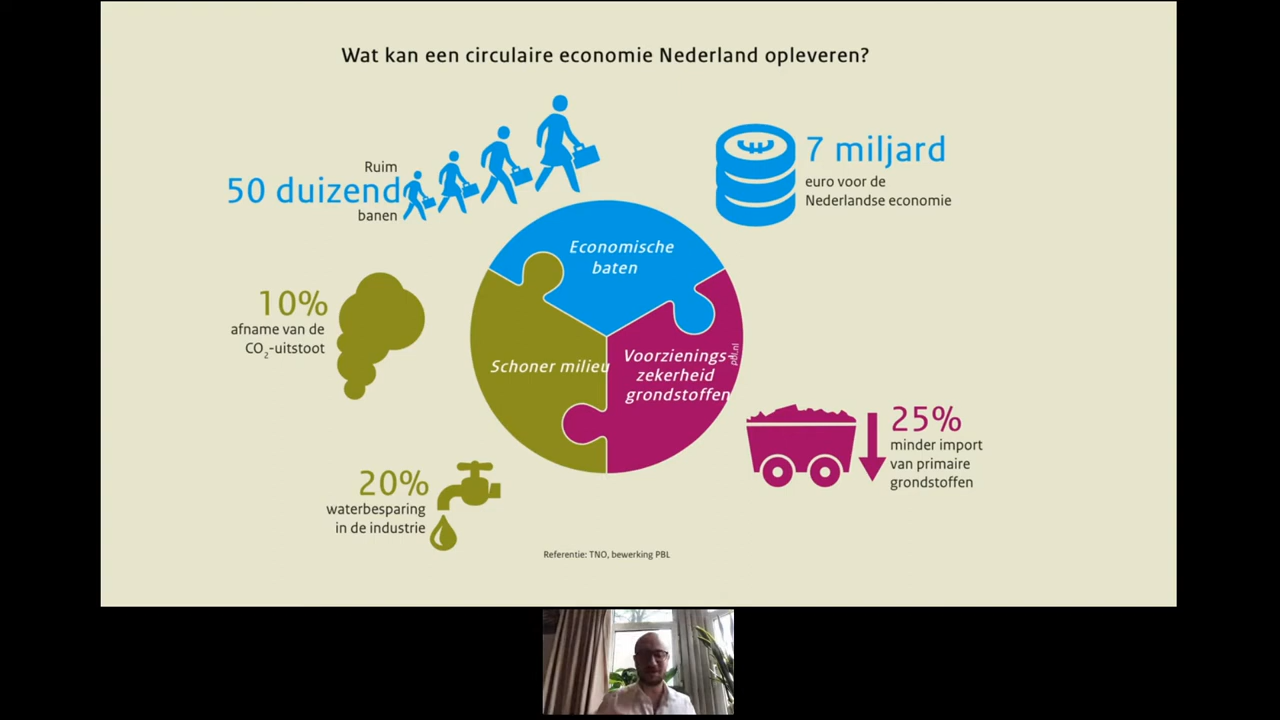 Wat kan een circulaire economie Nederland opleveren?
Ruim
50 duizend
banen
7 miljard
euro voor de
Nederlandse economie
Economische
baten
10%
afname van de
CO₂-uitstoot
Schoner milieu
Voorzienings-
zekerheid
grondstoffen
pbl.nl
25%
minder import
van primaire
grondstoffen
20%
waterbesparing
in de industrie
Referentie: TNO, bewerking PBL